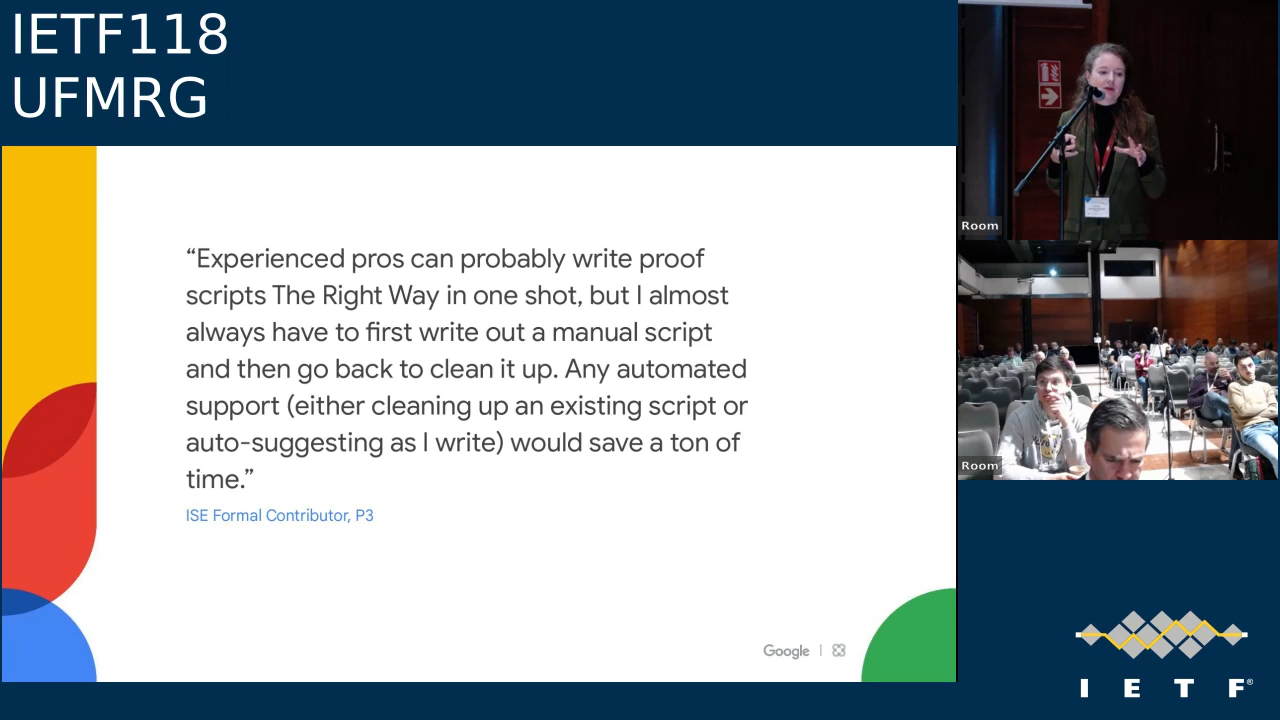 IETF118
UFMRG
“Experienced pros can probably write proof
scripts The Right Way in one shot, but I almost
always have to first write out a manual script
and then go back to clean it up. Any automated
support (either cleaning up an existing script or
auto-suggesting as I write) would save a ton of
time.”
ISE Formal Contributor, P3
Google
Room
Room
I E T F®